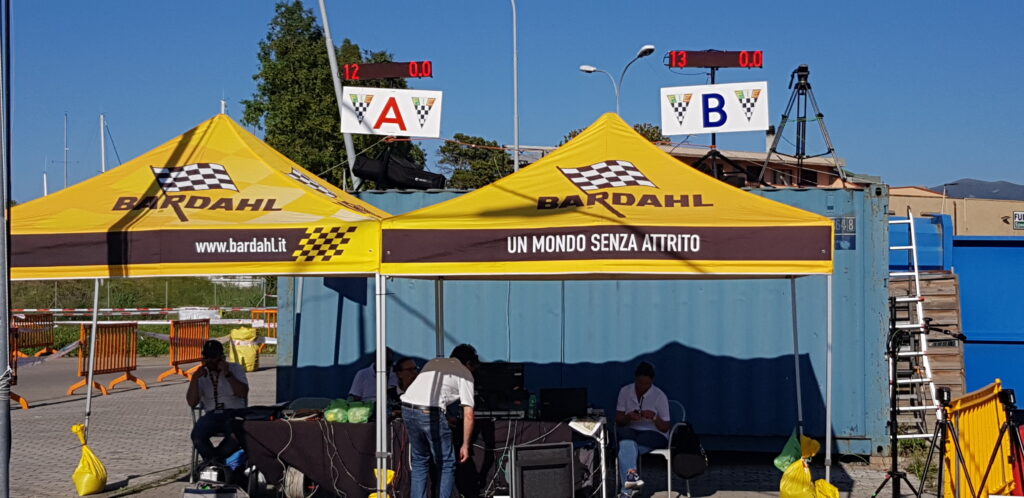 12 0.0
13 0.0
A
B
BARDAHL
BARDAHL
www.bardahl.it
UN MONDO SENZA ATTRITO